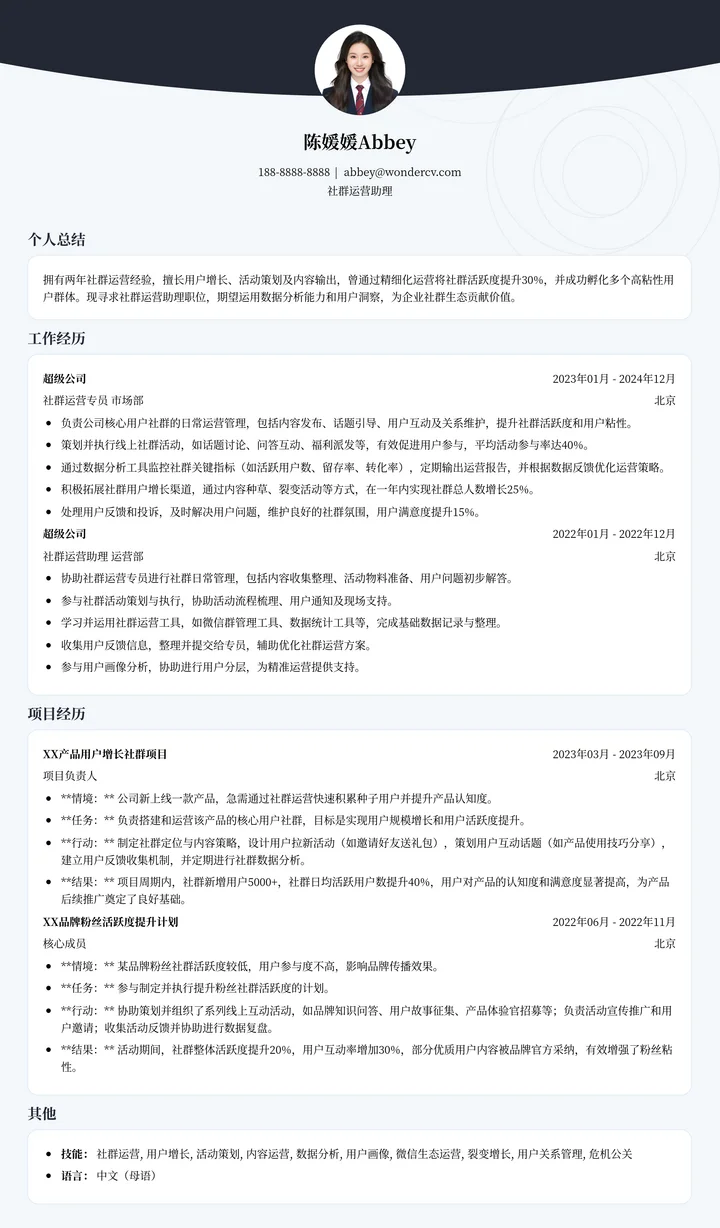 陈媛媛Abbey
188-8888-8888 | abbey@wondercv.com
社群运营助理
个人总结
拥有两年社群运营经验，擅长用户增长、活动策划及内容输出，曾通过精细化运营将社群活跃度提升30%，并成功孵化多个高粘性用
户群体。现寻求社群运营助理职位，期望运用数据分析能力和用户洞察，为企业社群生态贡献价值。
工作经历
超级公司 2023年01月 - 2024年12月
社群运营专员 市场部 北京
• 负责公司核心用户社群的日常运营管理，包括内容发布、话题引导、用户互动及关系维护，提升社群活跃度和用户粘性。
• 策划并执行线上社群活动，如话题讨论、问答互动、福利派发等，有效促进用户参与，平均活动参与率达40%。
• 通过数据分析工具监控社群关键指标（如活跃用户数、留存率、转化率），定期输出运营报告，并根据数据反馈优化运营策略。
• 积极拓展社群用户增长渠道，通过内容种草、裂变活动等方式，在一年内实现社群总人数增长25%。
• 处理用户反馈和投诉，及时解决用户问题，维护良好的社群氛围，用户满意度提升15%。
超级公司 2022年01月 - 2022年12月
社群运营助理 运营部 北京
• 协助社群运营专员进行社群日常管理，包括内容收集整理、活动物料准备、用户问题初步解答。
• 参与社群活动策划与执行，协助活动流程梳理、用户通知及现场支持。
• 学习并运用社群运营工具，如微信群管理工具、数据统计工具等，完成基础数据记录与整理。
• 收集用户反馈信息，整理并提交给专员，辅助优化社群运营方案。
• 参与用户画像分析，协助进行用户分层，为精准运营提供支持。
项目经历
XX产品用户增长社群项目 2023年03月 - 2023年09月
项目负责人 北京
• **情境：** 公司新上线一款产品，急需通过社群运营快速积累种子用户并提升产品认知度。
• **任务：** 负责搭建和运营该产品的核心用户社群，目标是实现用户规模增长和用户活跃度提升。
• **行动：** 制定社群定位与内容策略，设计用户拉新活动（如邀请好友送礼包），策划用户互动话题（如产品使用技巧分享），
建立用户反馈收集机制，并定期进行社群数据分析。
• **结果：** 项目周期内，社群新增用户5000+，社群日均活跃用户数提升40%，用户对产品的认知度和满意度显著提高，为产品
后续推广奠定了良好基础。
XX品牌粉丝活跃度提升计划 2022年06月 - 2022年11月
核心成员 北京
• **情境：** 某品牌粉丝社群活跃度较低，用户参与度不高，影响品牌传播效果。
• **任务：** 参与制定并执行提升粉丝社群活跃度的计划。
• **行动：** 协助策划并组织了系列线上互动活动，如品牌知识问答、用户故事征集、产品体验官招募等；负责活动宣传推广和用
户邀请；收集活动反馈并协助进行数据复盘。
• **结果：** 活动期间，社群整体活跃度提升20%，用户互动率增加30%，部分优质用户内容被品牌官方采纳，有效增强了粉丝粘
性。
其他
• 技能： 社群运营, 用户增长, 活动策划, 内容运营, 数据分析, 用户画像, 微信生态运营, 裂变增长, 用户关系管理, 危机公关
• 语言： 中文（母语）